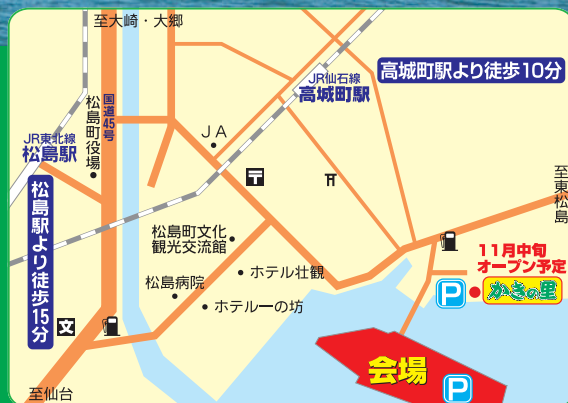 至大崎・大郷
JR仙石線
高城町駅
高城町駅より徒歩10分
国道45号
松島町役場
JR東北線
松島駅
JA
〒
至東松島
松島駅より徒歩15分
松島町文化
観光交流館
11月中旬
オープン予定
P
かきの里
ホテル壮観
松島病院
ホテル一の坊
文
会場
P
至仙台